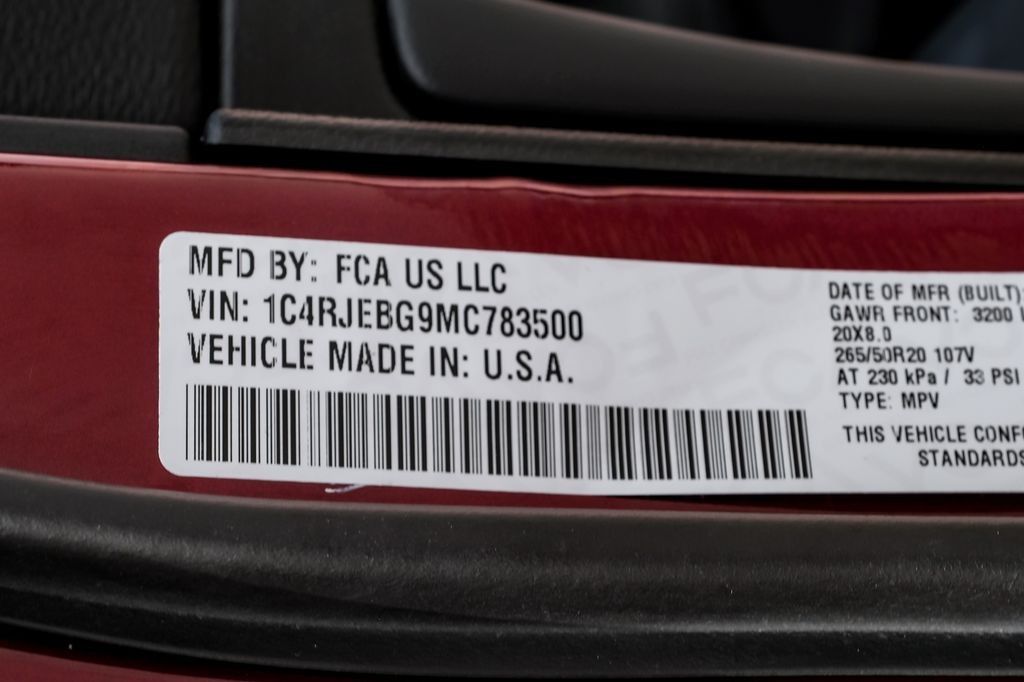 MFD BY: FCA US LLC
VIN: 1C4RJEBG9MC783500
VEHICLE MADE IN: U.S.A.
DATE OF MFR (BUILT):
GAWR FRONT: 3200
20X8.0
265/50R20 107V
AT 230 kPa / 33 PSI
TYPE: MPV
THIS VEHICLE CONF
STANDARDS